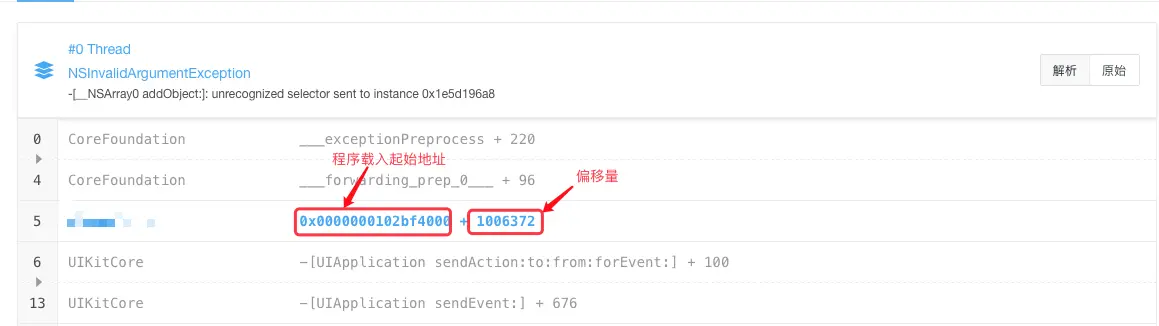 #0 Thread
NSInvalidArgumentException
-[__NSArray0 addObject:]: unrecognized selector sent to instance 0x1e5d196a8
解析 原始
0 CoreFoundation ___exceptionPreprocess + 220
程序载入起始地址
偏移量
4 CoreFoundation ___forwarding_prep_0___ + 96
5 0x0000000102bf4000 + 1006372
6 UIKitCore -[UIApplication sendAction:to:from:forEvent:] + 100
13 UIKitCore -[UIApplication sendEvent:] + 676